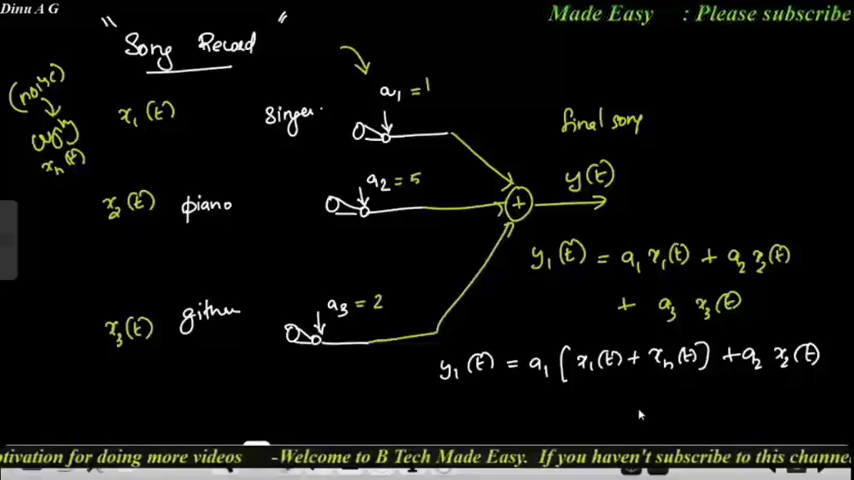 Dinu A G
Made Easy : Please subscribe
" Song Record "
(noise)
xₙ(t)
x₁(t) singer.
a₁ = 1
final song
y(t)
x₂(t) piano
a₂ = 5
y₁(t) = a₁ x₁(t) + a₂ x₂(t)
+ a₃ x₃(t)
x₃(t)
a₃ = 2
y₁(t) = a₁ [x₁(t) + xₙ(t)] + a₂ x₂(t)
otivation for doing more videos -Welcome to B Tech Made Easy. If you haven't subscribe to this channe